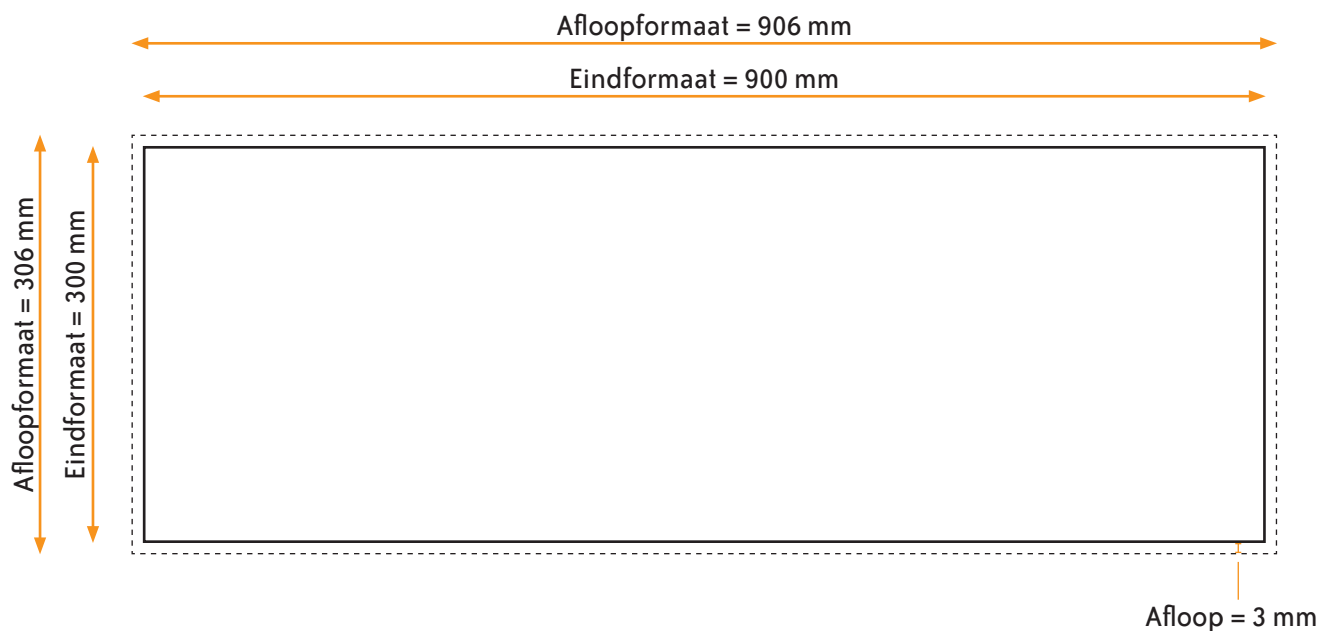 Afloopformaat = 906 mm
Eindformaat = 900 mm
Afloopformaat = 306 mm
Eindformaat = 300 mm
Afloop = 3 mm